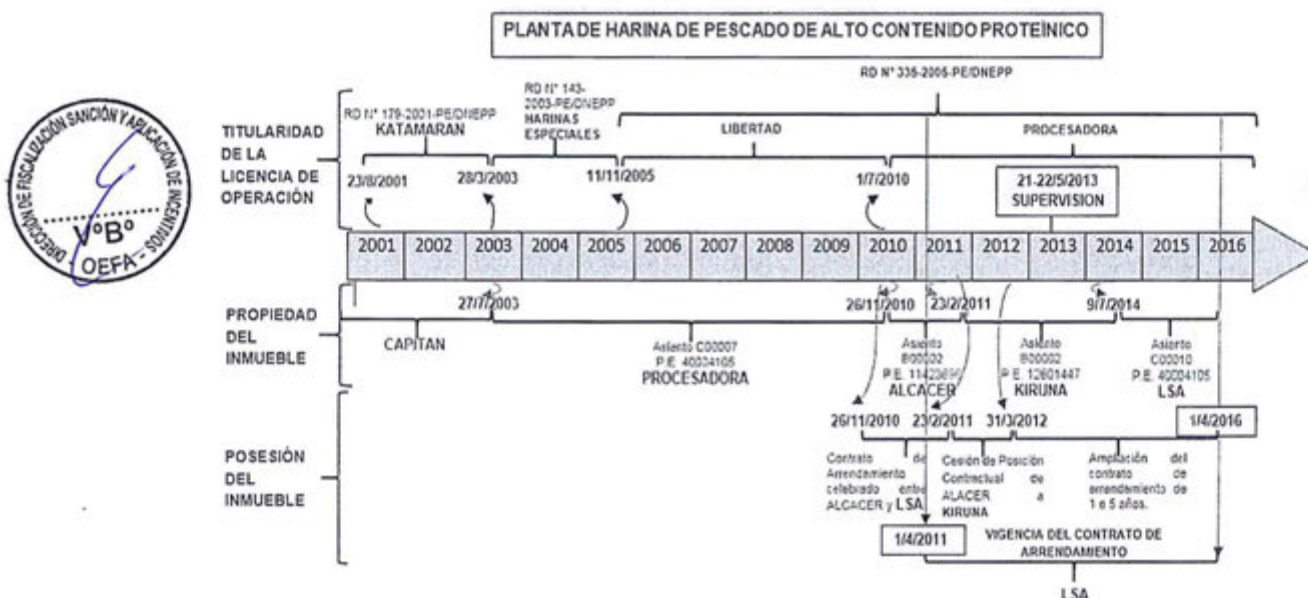 PLANTA DE HARINA DE PESCADO DE ALTO CONTENIDO PROTEÍNICO
RD N° 335-2005-PE/DNEPP
DIRECCIÓN DE FISCALIZACIÓN SANCIÓN Y APLICACIÓN DE INCENTIVOS
V°B°
OEFA
TITULARIDAD
DE LA
LICENCIA DE
OPERACIÓN
RD N° 179-2001-PE/DNEPP
KATAMARAN
RD N° 143-
2003-PE/DNEPP
HARINAS
ESPECIALES
LIBERTAD
PROCESADORA
23/8/2001
28/3/2003
11/11/2005
1/7/2010
21-22/5/2013
SUPERVISION
2001 2002 2003 2004 2005 2006 2007 2008 2009 2010 2011 2012 2013 2014 2015 2016
PROPIEDAD
DEL
INMUEBLE
27/7/2003
26/11/2010
23/2/2011
9/7/2014
CAPITAN
Asiento C00007
P.E. 40004105
PROCESADORA
Asiento
B00002
P.E.
ALCACER
Asiento
B00002
P.E. 12601447
KIRUNA
Asiento
C00010
P.E. 40004105
LSA
POSESIÓN
DEL
INMUEBLE
26/11/2010
23/2/2011
31/3/2012
1/4/2016
Contrato de
Arrendamiento
celebrado entre
ALCACER y LSA
Cesión de Posición
Contractual de
ALACER a
KIRUNA
Ampliación del
contrato de
arrendamiento de
1 a 5 años.
1/4/2011
VIGENCIA DEL CONTRATO DE
ARRENDAMIENTO
LSA